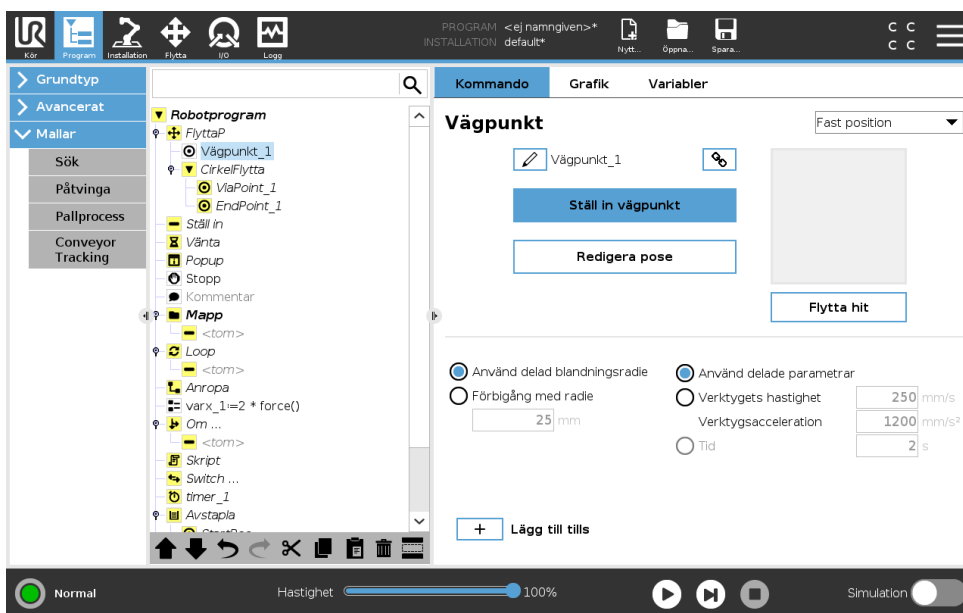 UR
Kör
Program
Installation
Flytta
I/O
Logg
PROGRAM <ej namngiven>*
INSTALLATION default*
Nytt...
Öppna...
Spara...
C C
C C
Grundtyp
Avancerat
Mallar
Sök
Påtvinga
Pallprocess
Conveyor
Tracking
Robotprogram
FlyttaP
Vägpunkt_1
CirkelFlytta
ViaPoint_1
EndPoint_1
Ställ in
Vänta
Popup
Stopp
Kommentar
Mapp
<tom>
Loop
<tom>
Anropa
varx_1≔2 * force()
Om ...
<tom>
Skript
Switch ...
timer_1
Avstapla
StartPos
Kommando
Grafik
Variabler
Vägpunkt
Fast position
Vägpunkt_1
Ställ in vägpunkt
Redigera pose
Flytta hit
Använd delad blandningsradie
Förbigång med radie
25 mm
Använd delade parametrar
Verktygets hastighet 250 mm/s
Verktygsacceleration 1200 mm/s²
Tid 2 s
+ Lägg till tills
Normal
Hastighet 100%
Simulation